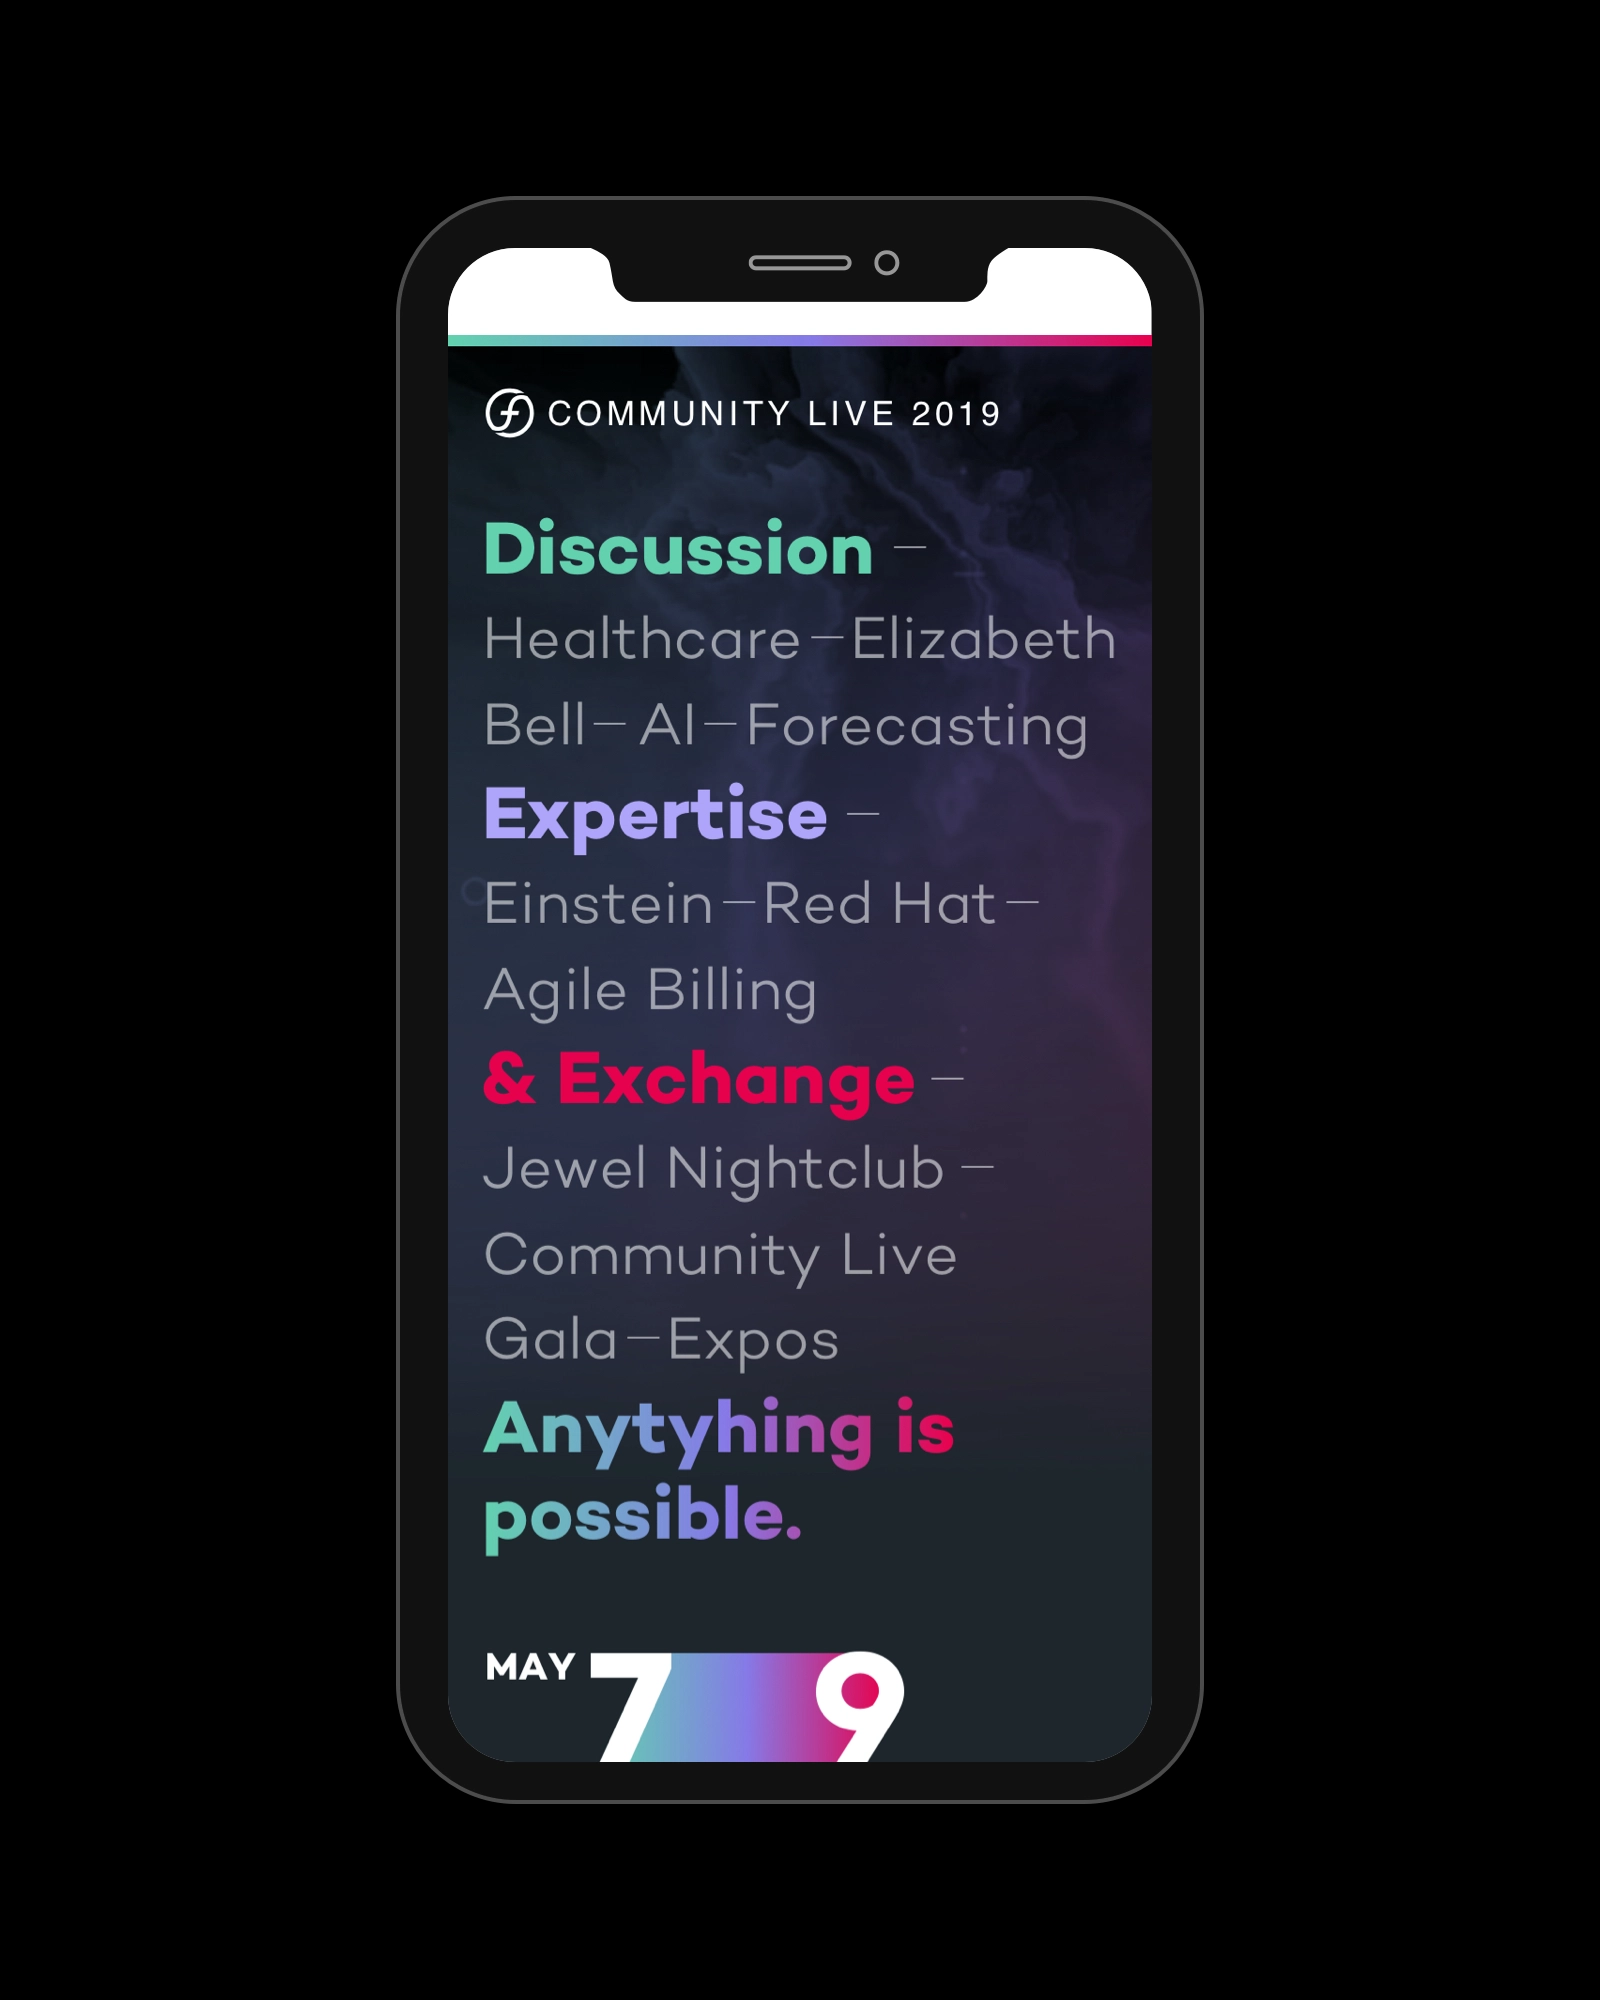 COMMUNITY LIVE 2019
Discussion —
Healthcare — Elizabeth
Bell — AI — Forecasting
Expertise —
Einstein — Red Hat —
Agile Billing
& Exchange —
Jewel Nightclub —
Community Live
Gala — Expos
Anytyhing is
possible.
MAY 7 9